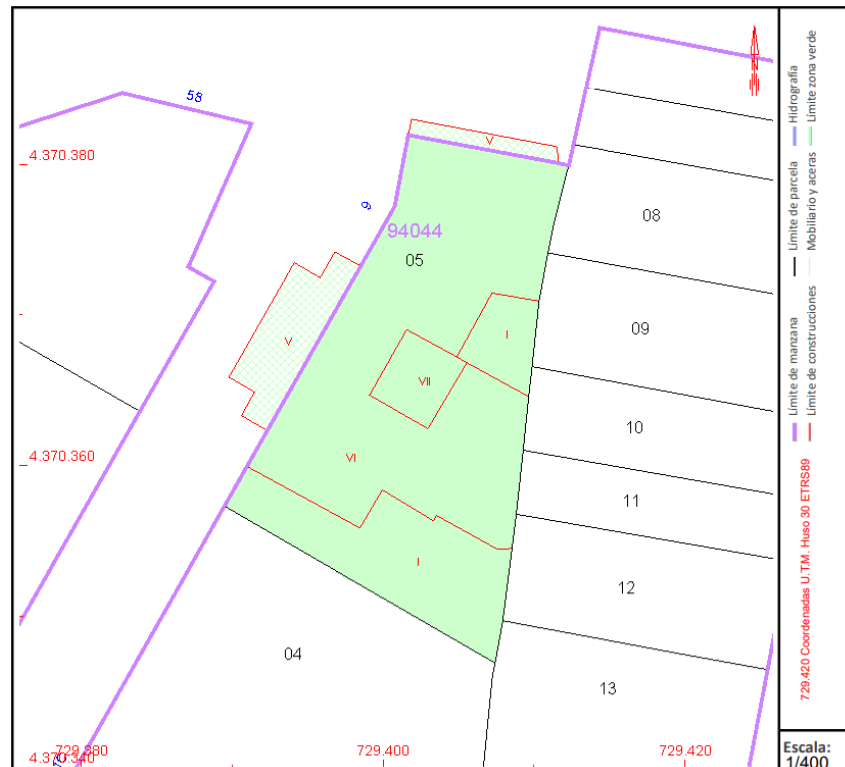 58
4.370.380
V
08
9
94044
05
09
I
V
VII
10
4.370.360
VI
11
I
12
04
13
4.370.340
729.380
729.400
729.420
Límite de manzana
Límite de parcela
Hidrografía
Límite de construcciones
Mobiliario y aceras
Límite zona verde
729.420 Coordenadas U.T.M. Huso 30 ETRS89
Escala:
1/400